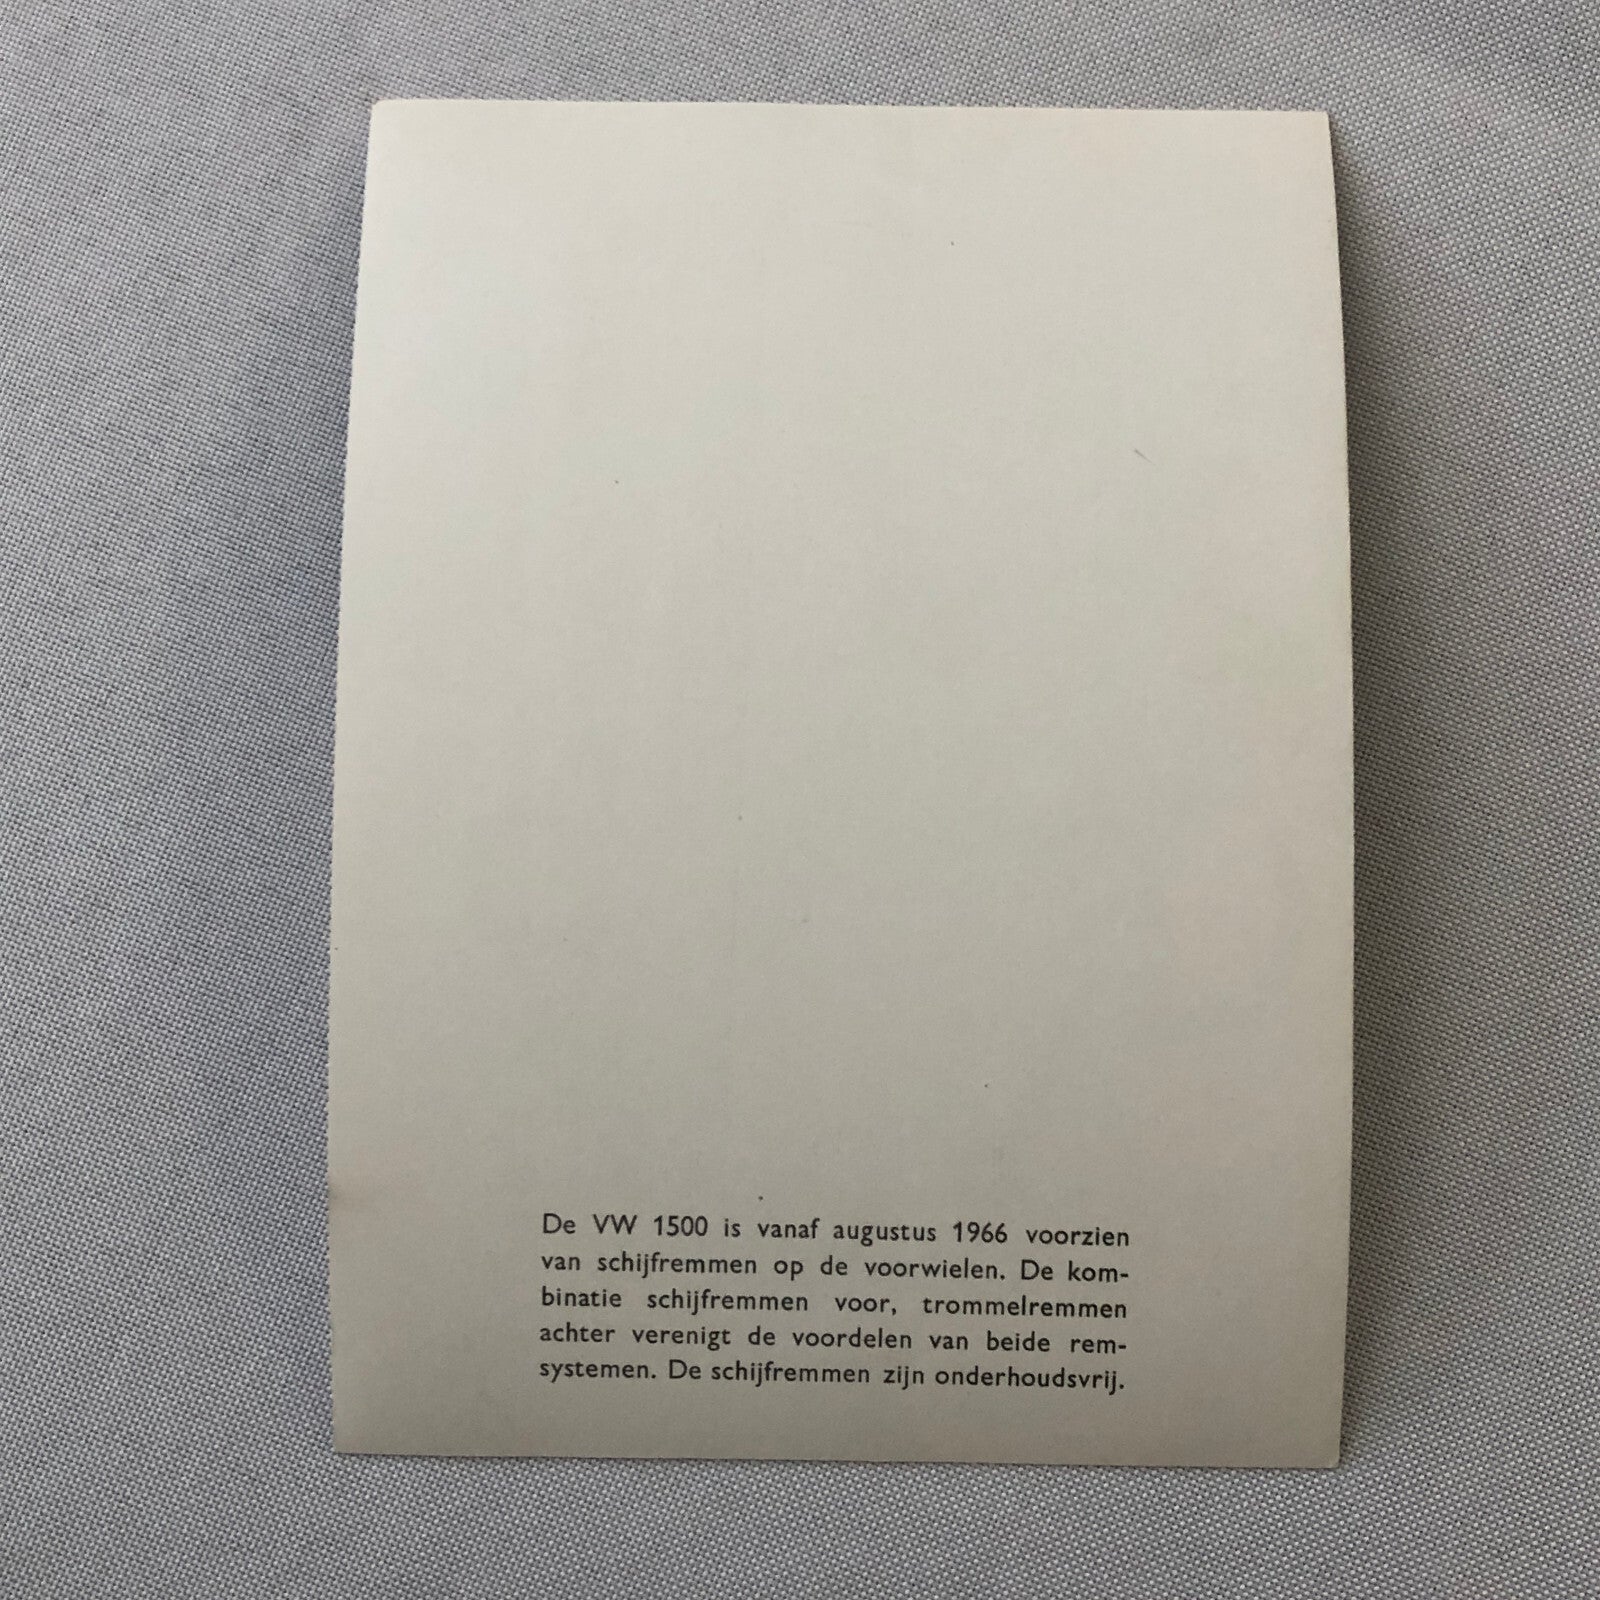 De VW 1500 is vanaf augustus 1966 voorzien
van schijfremmen op de voorwielen. De kom-
binatie schijfremmen voor, trommelremmen
achter verenigt de voordelen van beide rem-
systemen. De schijfremmen zijn onderhoudsvrij.